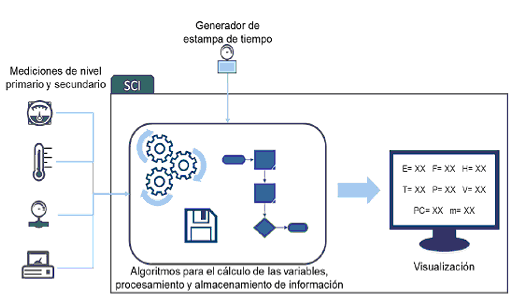 Generador de
estampa de tiempo
Mediciones de nivel
primario y secundario
SCI
E= XX F= XX H= XX
T= XX P= XX V= XX
PC= XX m= XX
Algoritmos para el cálculo de las variables,
procesamiento y almacenamiento de información
Visualización